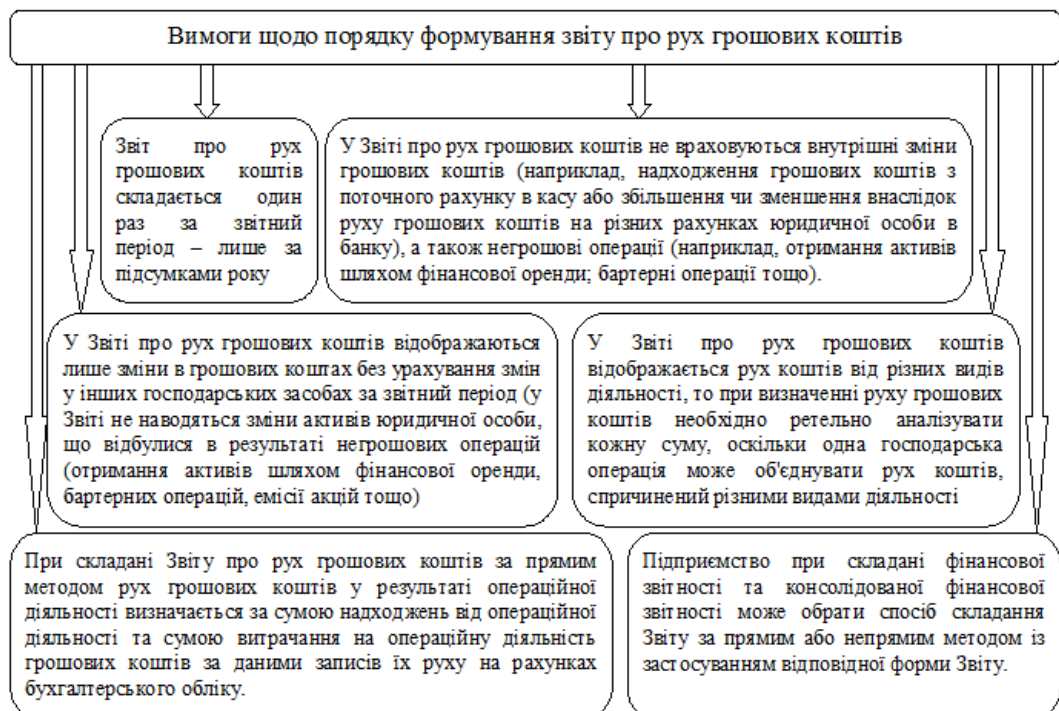 Вимоги щодо порядку формування звіту про рух грошових коштів
Звіт про рух
грошових коштів
складається один
раз за звітний
період – лише за
підсумками року
У Звіті про рух грошових коштів не враховуються внутрішні зміни
грошових коштів (наприклад, надходження грошових коштів з
поточного рахунку в касу або збільшення чи зменшення внаслідок
руху грошових коштів на різних рахунках юридичної особи в
банку), а також негрошові операції (наприклад, отримання активів
шляхом фінансової оренди; бартерні операції тощо).
У Звіті про рух грошових коштів відображаються
лише зміни в грошових коштах без урахування змін
у інших господарських засобах за звітний період (у
Звіті не наводяться зміни активів юридичної особи,
що відбулися в результаті негрошових операцій
(отримання активів шляхом фінансової оренди,
бартерних операцій, емісії акцій тощо)
У Звіті про рух грошових коштів
відображається рух коштів від різних видів
діяльності, то при визначенні руху грошових
коштів необхідно ретельно аналізувати
кожну суму, оскільки одна господарська
операція може об'єднувати рух коштів,
спричинений різними видами діяльності
При складані Звіту про рух грошових коштів за прямим
методом рух грошових коштів у результаті операційної
діяльності визначається за сумою надходжень від операційної
діяльності та сумою витрачання на операційну діяльність
грошових коштів за даними записів їх руху на рахунках
бухгалтерського обліку.
Підприємство при складані фінансової
звітності та консолідованої фінансової
звітності може обрати спосіб складання
Звіту за прямим або непрямим методом із
застосуванням відповідної форми Звіту.